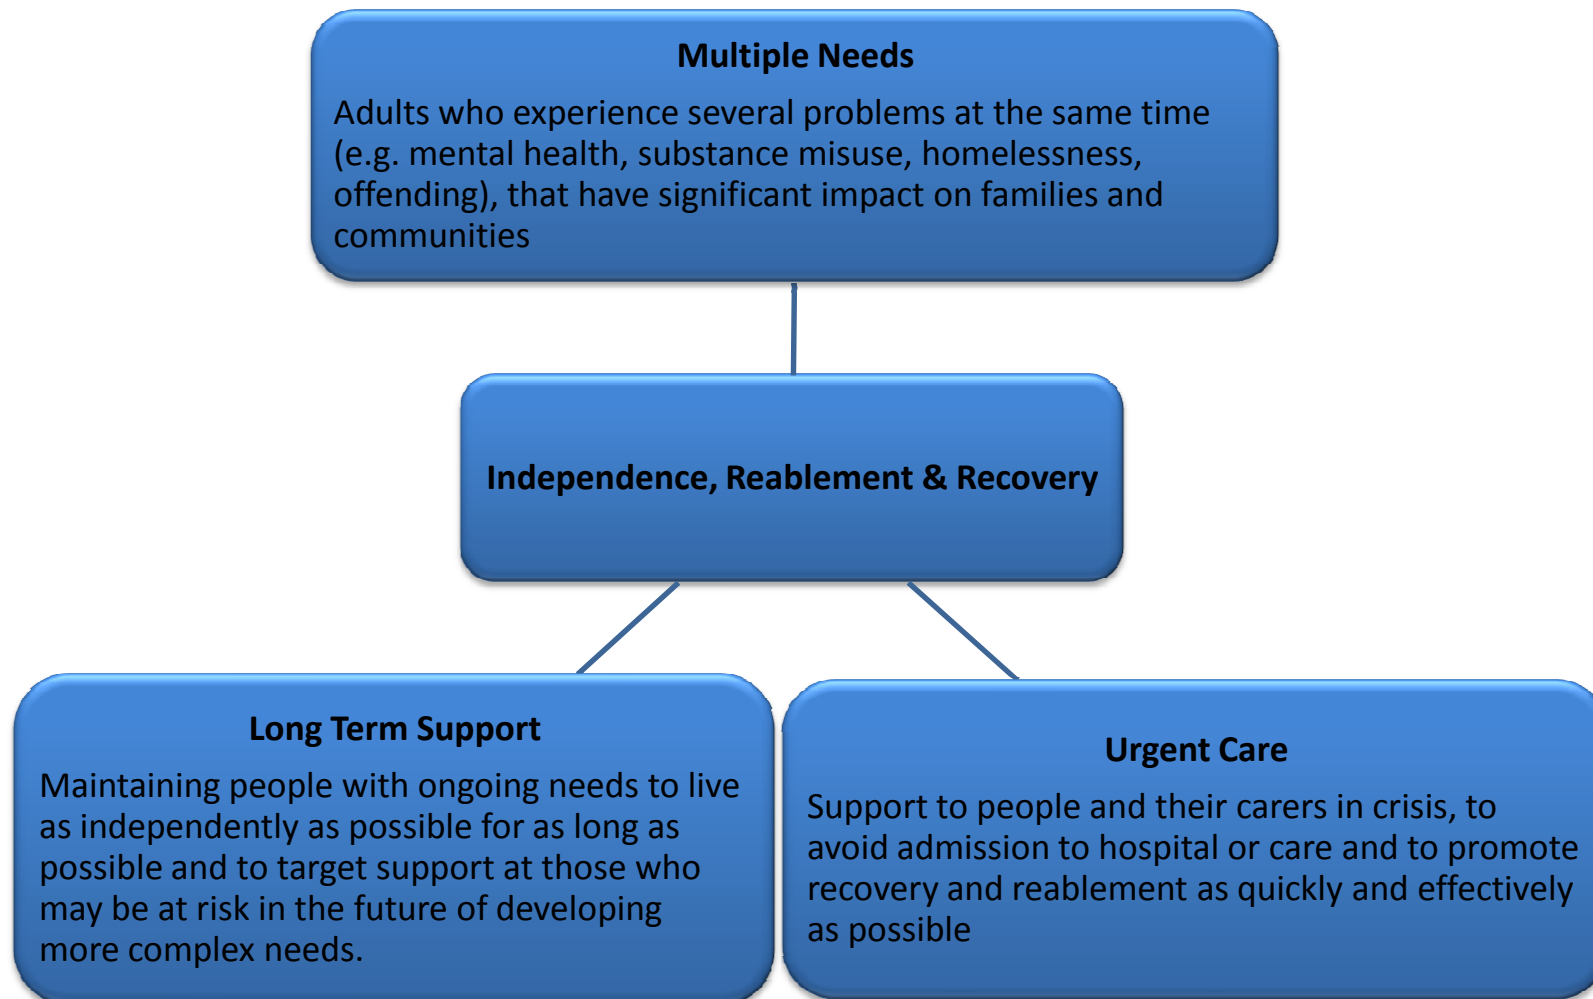 Multiple Needs
Adults who experience several problems at the same time
(e.g. mental health, substance misuse, homelessness,
offending), that have significant impact on families and
communities
Independence, Reablement & Recovery
Long Term Support
Maintaining people with ongoing needs to live
as independently as possible for as long as
possible and to target support at those who
may be at risk in the future of developing
more complex needs.
Urgent Care
Support to people and their carers in crisis, to
avoid admission to hospital or care and to promote
recovery and reablement as quickly and effectively
as possible